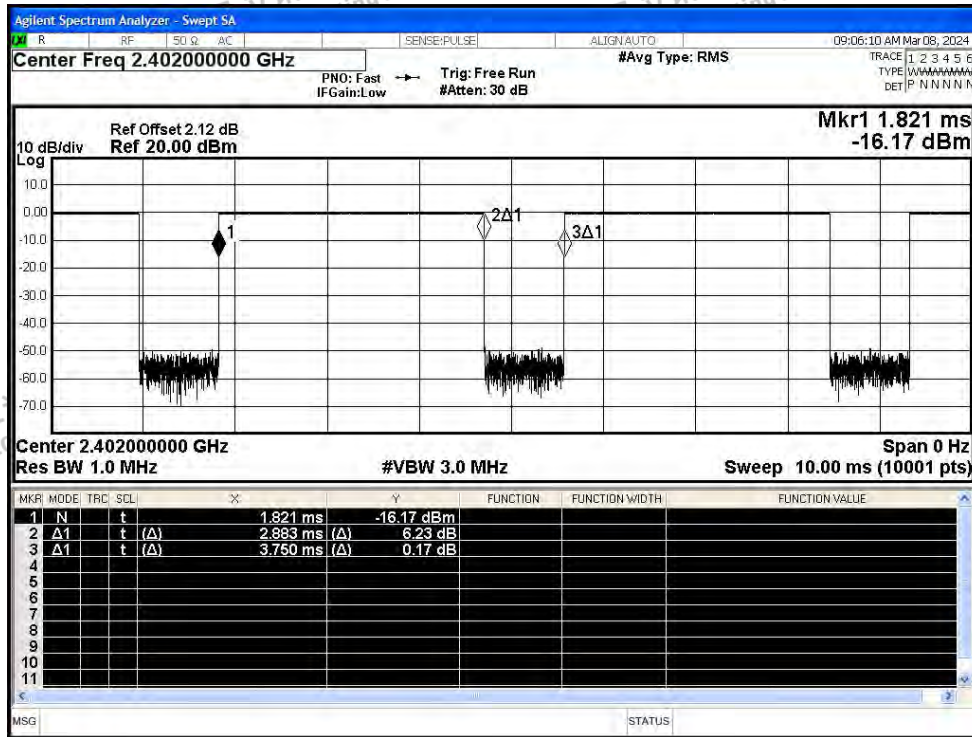 Agilent Spectrum Analyzer - Swept SA
LXI R RF 50 Ω AC SENSE:PULSE ALIGN AUTO 09:06:10 AM Mar 08, 2024
Center Freq 2.402000000 GHz
#Avg Type: RMS
TRACE 1 2 3 4 5 6
PNO: Fast
Trig: Free Run
TYPE
IFGain:Low
#Atten: 30 dB
DET P N N N N N
Mkr1 1.821 ms
-16.17 dBm
Ref Offset 2.12 dB
10 dB/div Ref 20.00 dBm
Log
10.0
0.00
-10.0
-20.0
-30.0
-40.0
-50.0
-60.0
-70.0
1
2Δ1
3Δ1
Center 2.402000000 GHz Span 0 Hz
Res BW 1.0 MHz #VBW 3.0 MHz Sweep 10.00 ms (10001 pts)
MKR MODE TRC SCL X Y FUNCTION FUNCTION WIDTH FUNCTION VALUE
1 N t 1.821 ms -16.17 dBm
2 Δ1 t (Δ) 2.883 ms (Δ) 6.23 dB
3 Δ1 t (Δ) 3.750 ms (Δ) 0.17 dB
4
5
6
7
8
9
10
11
MSG STATUS